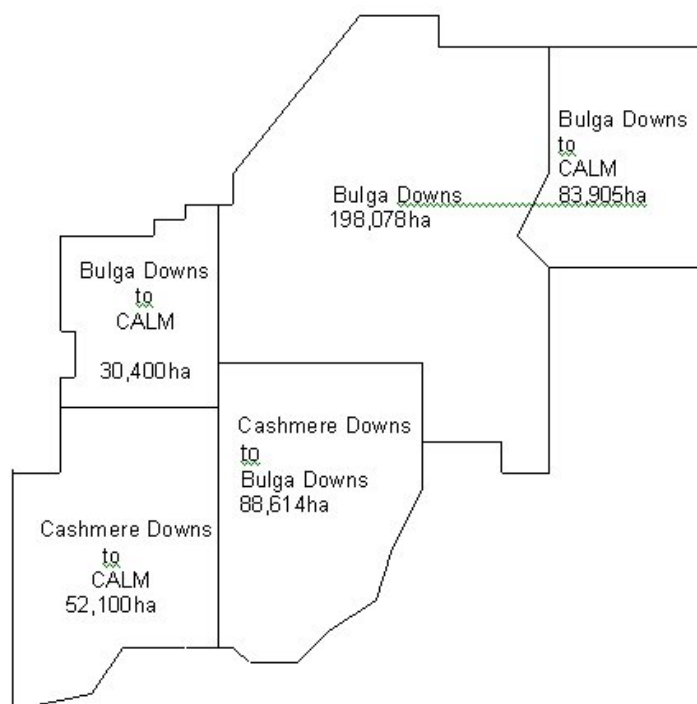 Bulga Downs
to
CALM
83,905ha
Bulga Downs
198,078ha
Bulga Downs
to
CALM
30,400ha
Cashmere Downs
to
Bulga Downs
88,614ha
Cashmere Downs
to
CALM
52,100ha